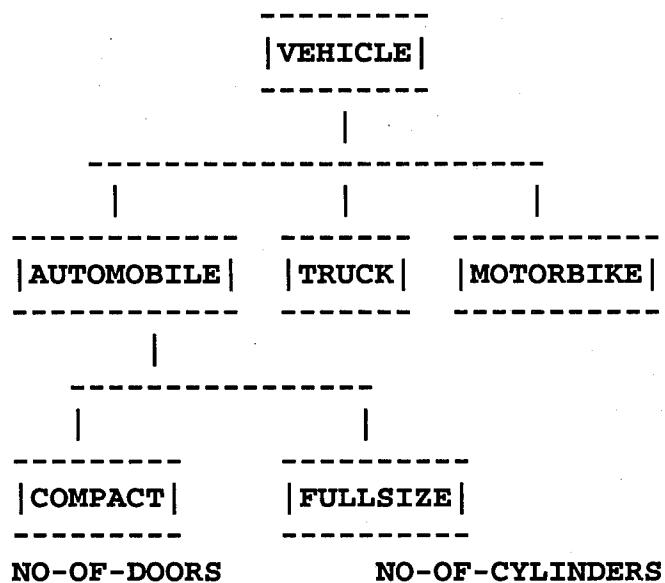 VEHICLE
AUTOMOBILE TRUCK MOTORBIKE
COMPACT FULLSIZE
NO-OF-DOORS NO-OF-CYLINDERS